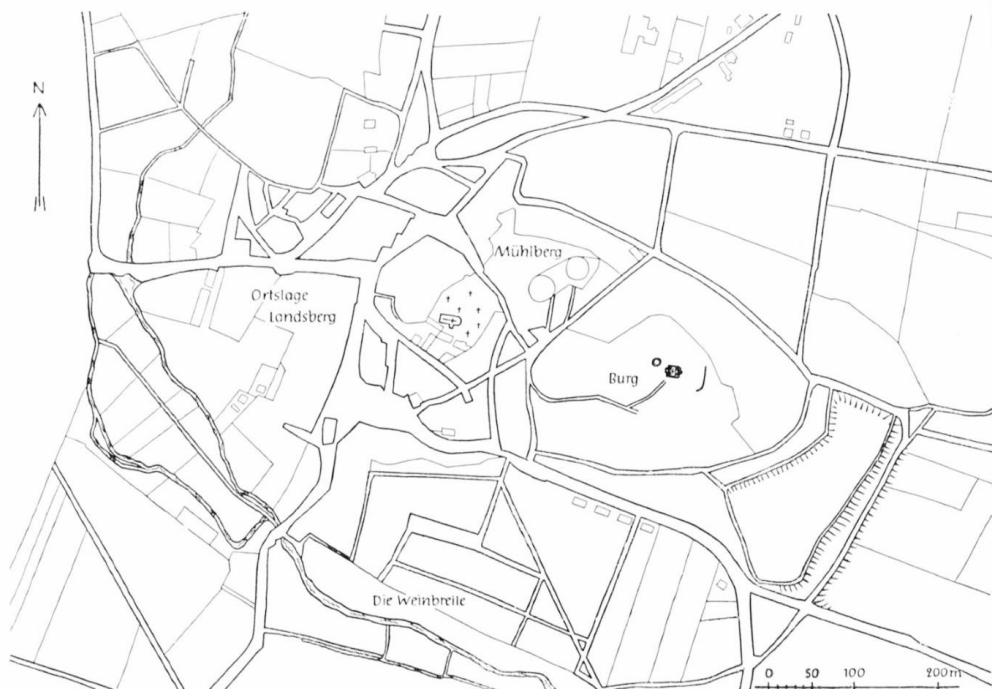 N
Mühlberg
Ortslage
Landsberg
Burg
Die Weinbreite
0 50 100 200m